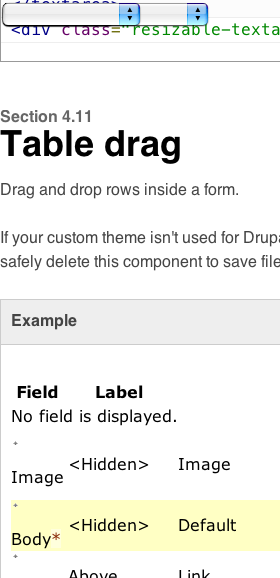 <div class="resizable-texta
Section 4.11
Table drag
Drag and drop rows inside a form.
If your custom theme isn't used for Drupa
safely delete this component to save file
Example
Field Label
No field is displayed.
Image <Hidden> Image
Body* <Hidden> Default
Above Link